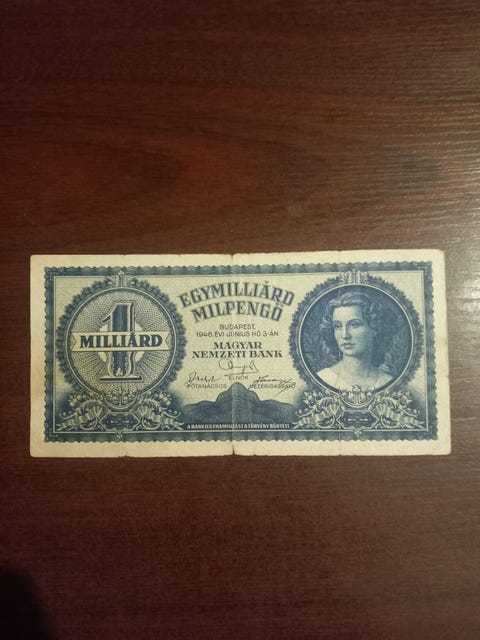 EGYMILLIÁRD
MILPENGŐ
BUDAPEST,
1946. ÉVI JÚNIUS HÓ 3-ÁN
MAGYAR
NEMZETI BANK
ELNÖK
FŐTANÁCSOS VEZÉRIGAZGATÓ
1
MILLIÁRD
A BANKJEGYHAMISÍTÁST A TÖRVÉNY BÜNTETI